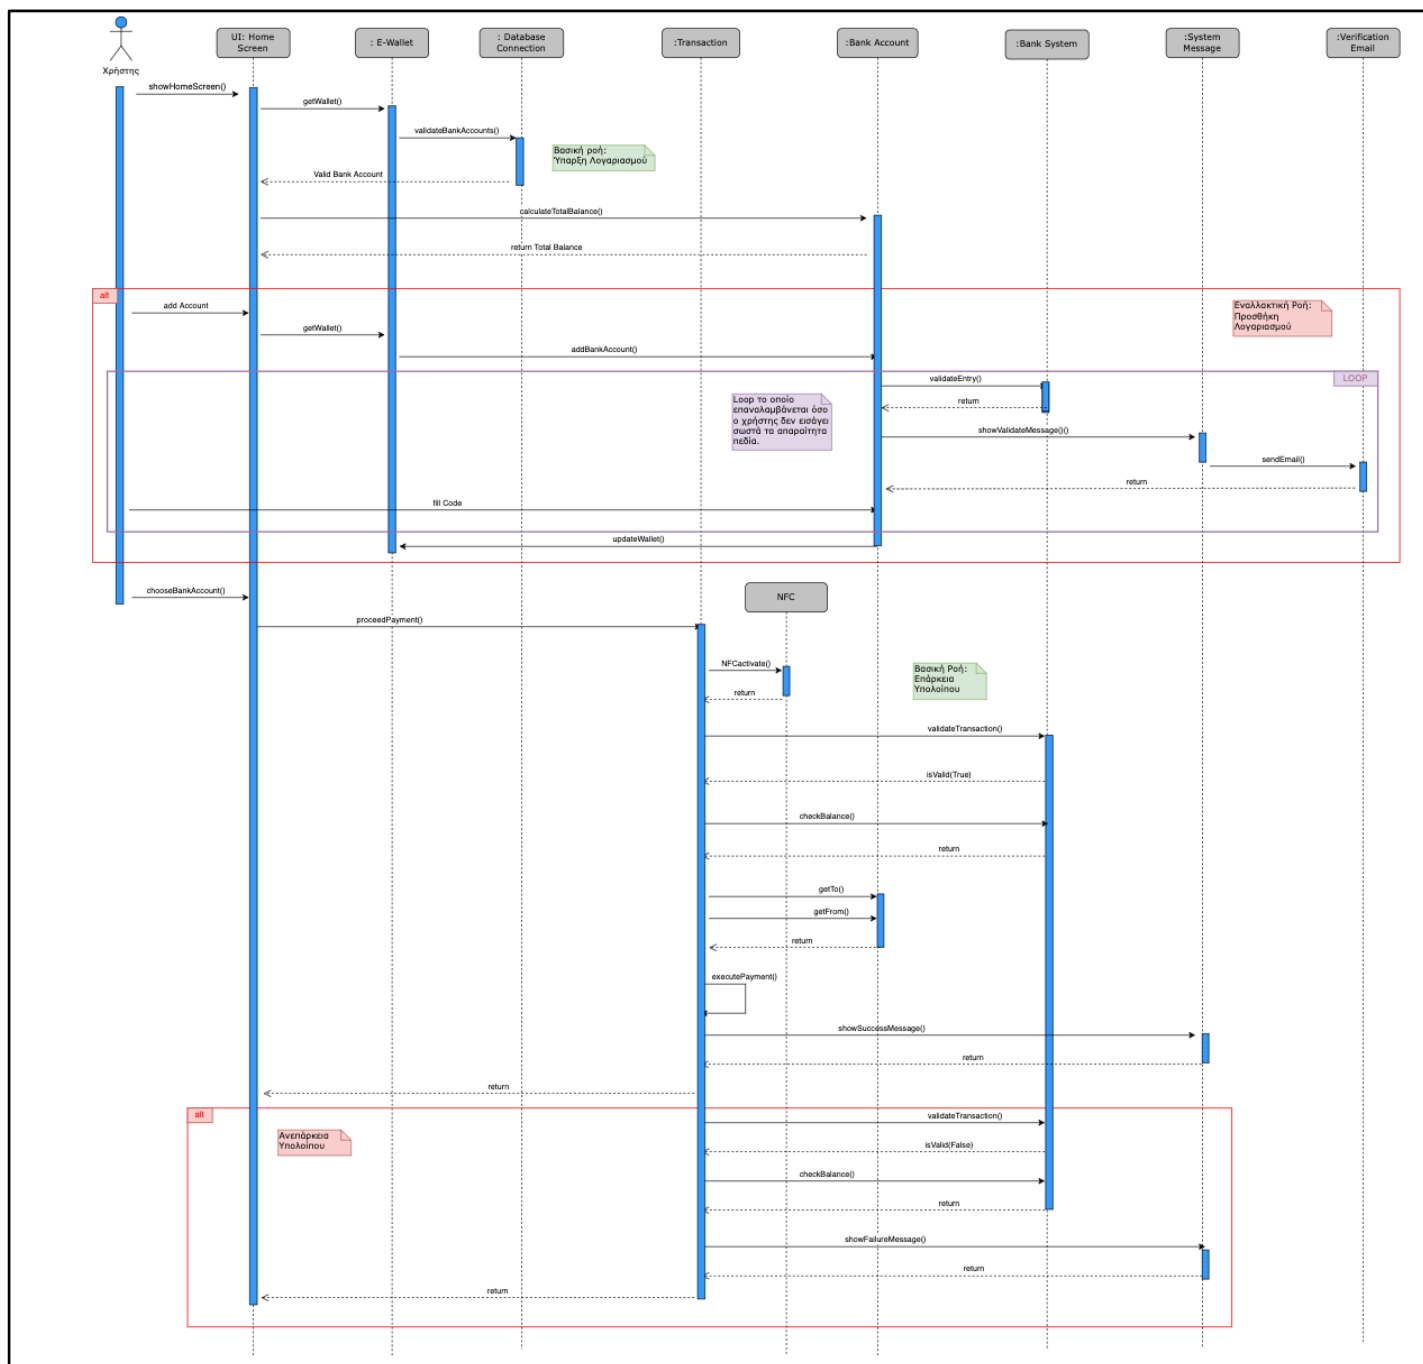 UI: Home
Screen
: E-Wallet
: Database
Connection
:Transaction
:Bank Account
:Bank System
:System
Message
:Verification
Email
Χρήστης
showHomeScreen()
getWallet()
validateBankAccounts()
Βασική ροή:
Ύπαρξη Λογαριασμού
Valid Bank Account
calculateTotalBalance()
return Total Balance
alt
add Account
Εναλλακτική Ροή:
Προσθήκη
Λογαριασμού
getWallet()
addBankAccount()
LOOP
validateEntry()
return
Loop το οποίο
επαναλαμβάνεται όσο
ο χρήστης δεν εισάγει
σωστά τα απαραίτητα
πεδία.
showValidateMessage()()
sendEmail()
return
fill Code
updateWallet()
chooseBankAccount()
NFC
proceedPayment()
NFCactivate()
Βασική Ροή:
Επάρκεια
Υπολοίπου
return
validateTransaction()
isValid(True)
checkBalance()
return
getTo()
getFrom()
return
executePayment()
showSuccessMessage()
return
return
alt
validateTransaction()
Ανεπάρκεια
Υπολοίπου
isValid(False)
checkBalance()
return
showFailureMessage()
return
return